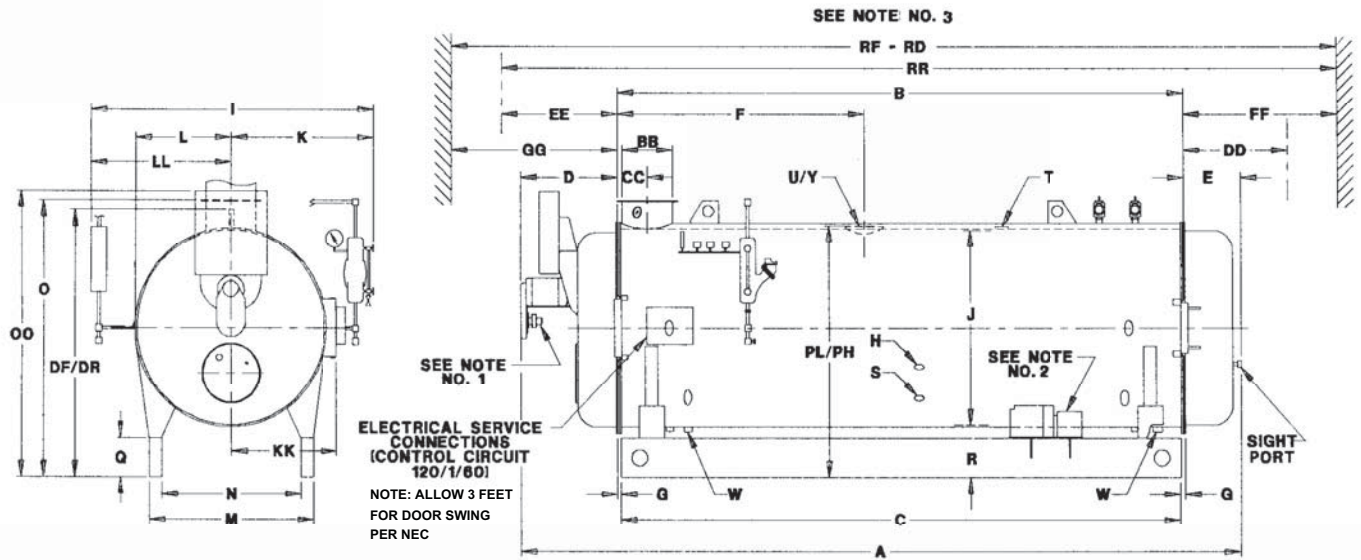 SEE NOTE NO. 3
RF - RD
RR
B
I
EE
F
FF
L
K
BB
LL
GG
DD
D
CC
U/Y
T
E
O
OO
DF/DR
J
PL/PH
H
S
SEE NOTE
NO. 1
SEE NOTE
NO. 2
ELECTRICAL SERVICE
CONNECTIONS
(CONTROL CIRCUIT
120/1/60)
SIGHT
PORT
Q
KK
R
N
G
W
W
G
NOTE: ALLOW 3 FEET
FOR DOOR SWING
PER NEC
M
C
A